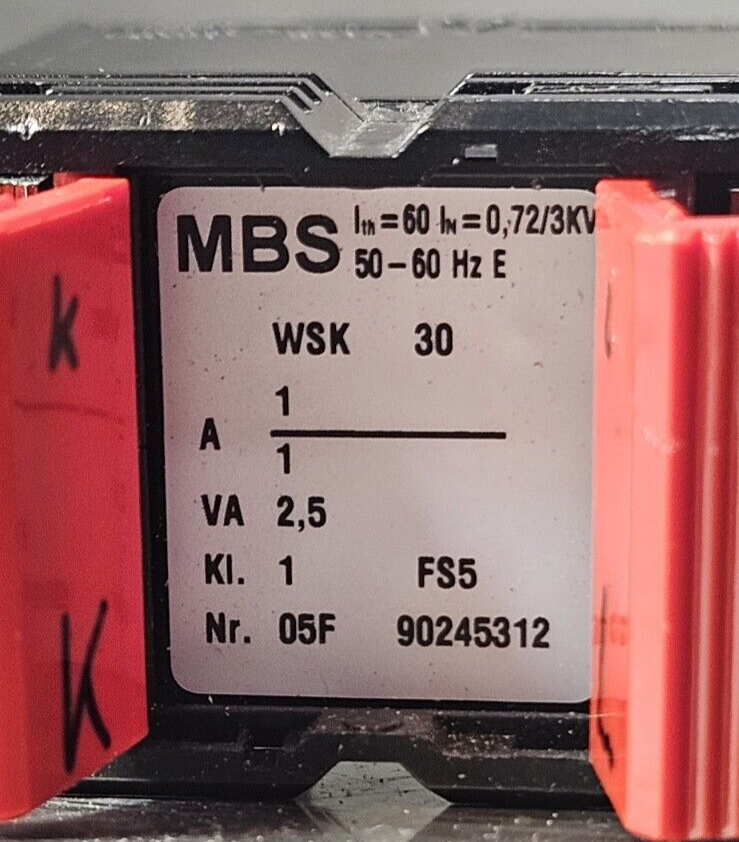 MBS Ith=60 IN=0,72/3KV
50–60 Hz E
WSK 30
1
A
1
VA 2,5
Kl. 1 FS5
Nr. 05F 90245312
k
K
l
L